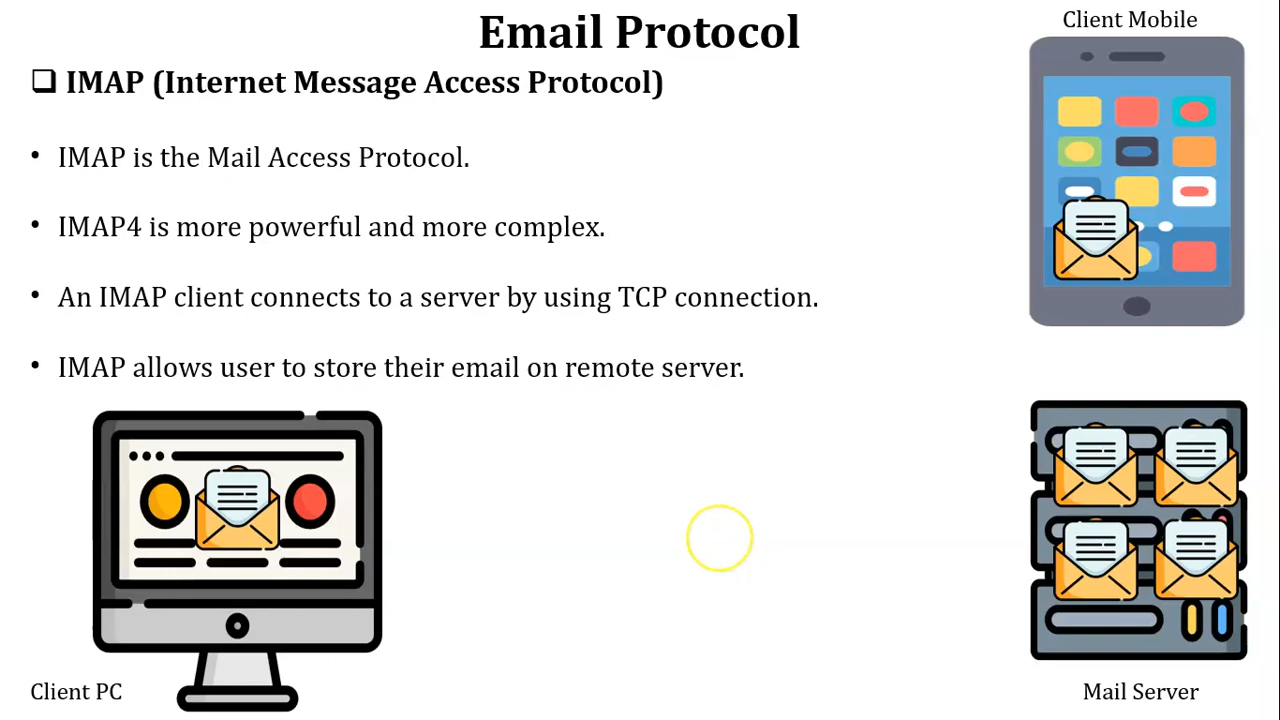 Email Protocol
Client Mobile
❑ IMAP (Internet Message Access Protocol)
• IMAP is the Mail Access Protocol.
• IMAP4 is more powerful and more complex.
• An IMAP client connects to a server by using TCP connection.
• IMAP allows user to store their email on remote server.
Client PC
Mail Server